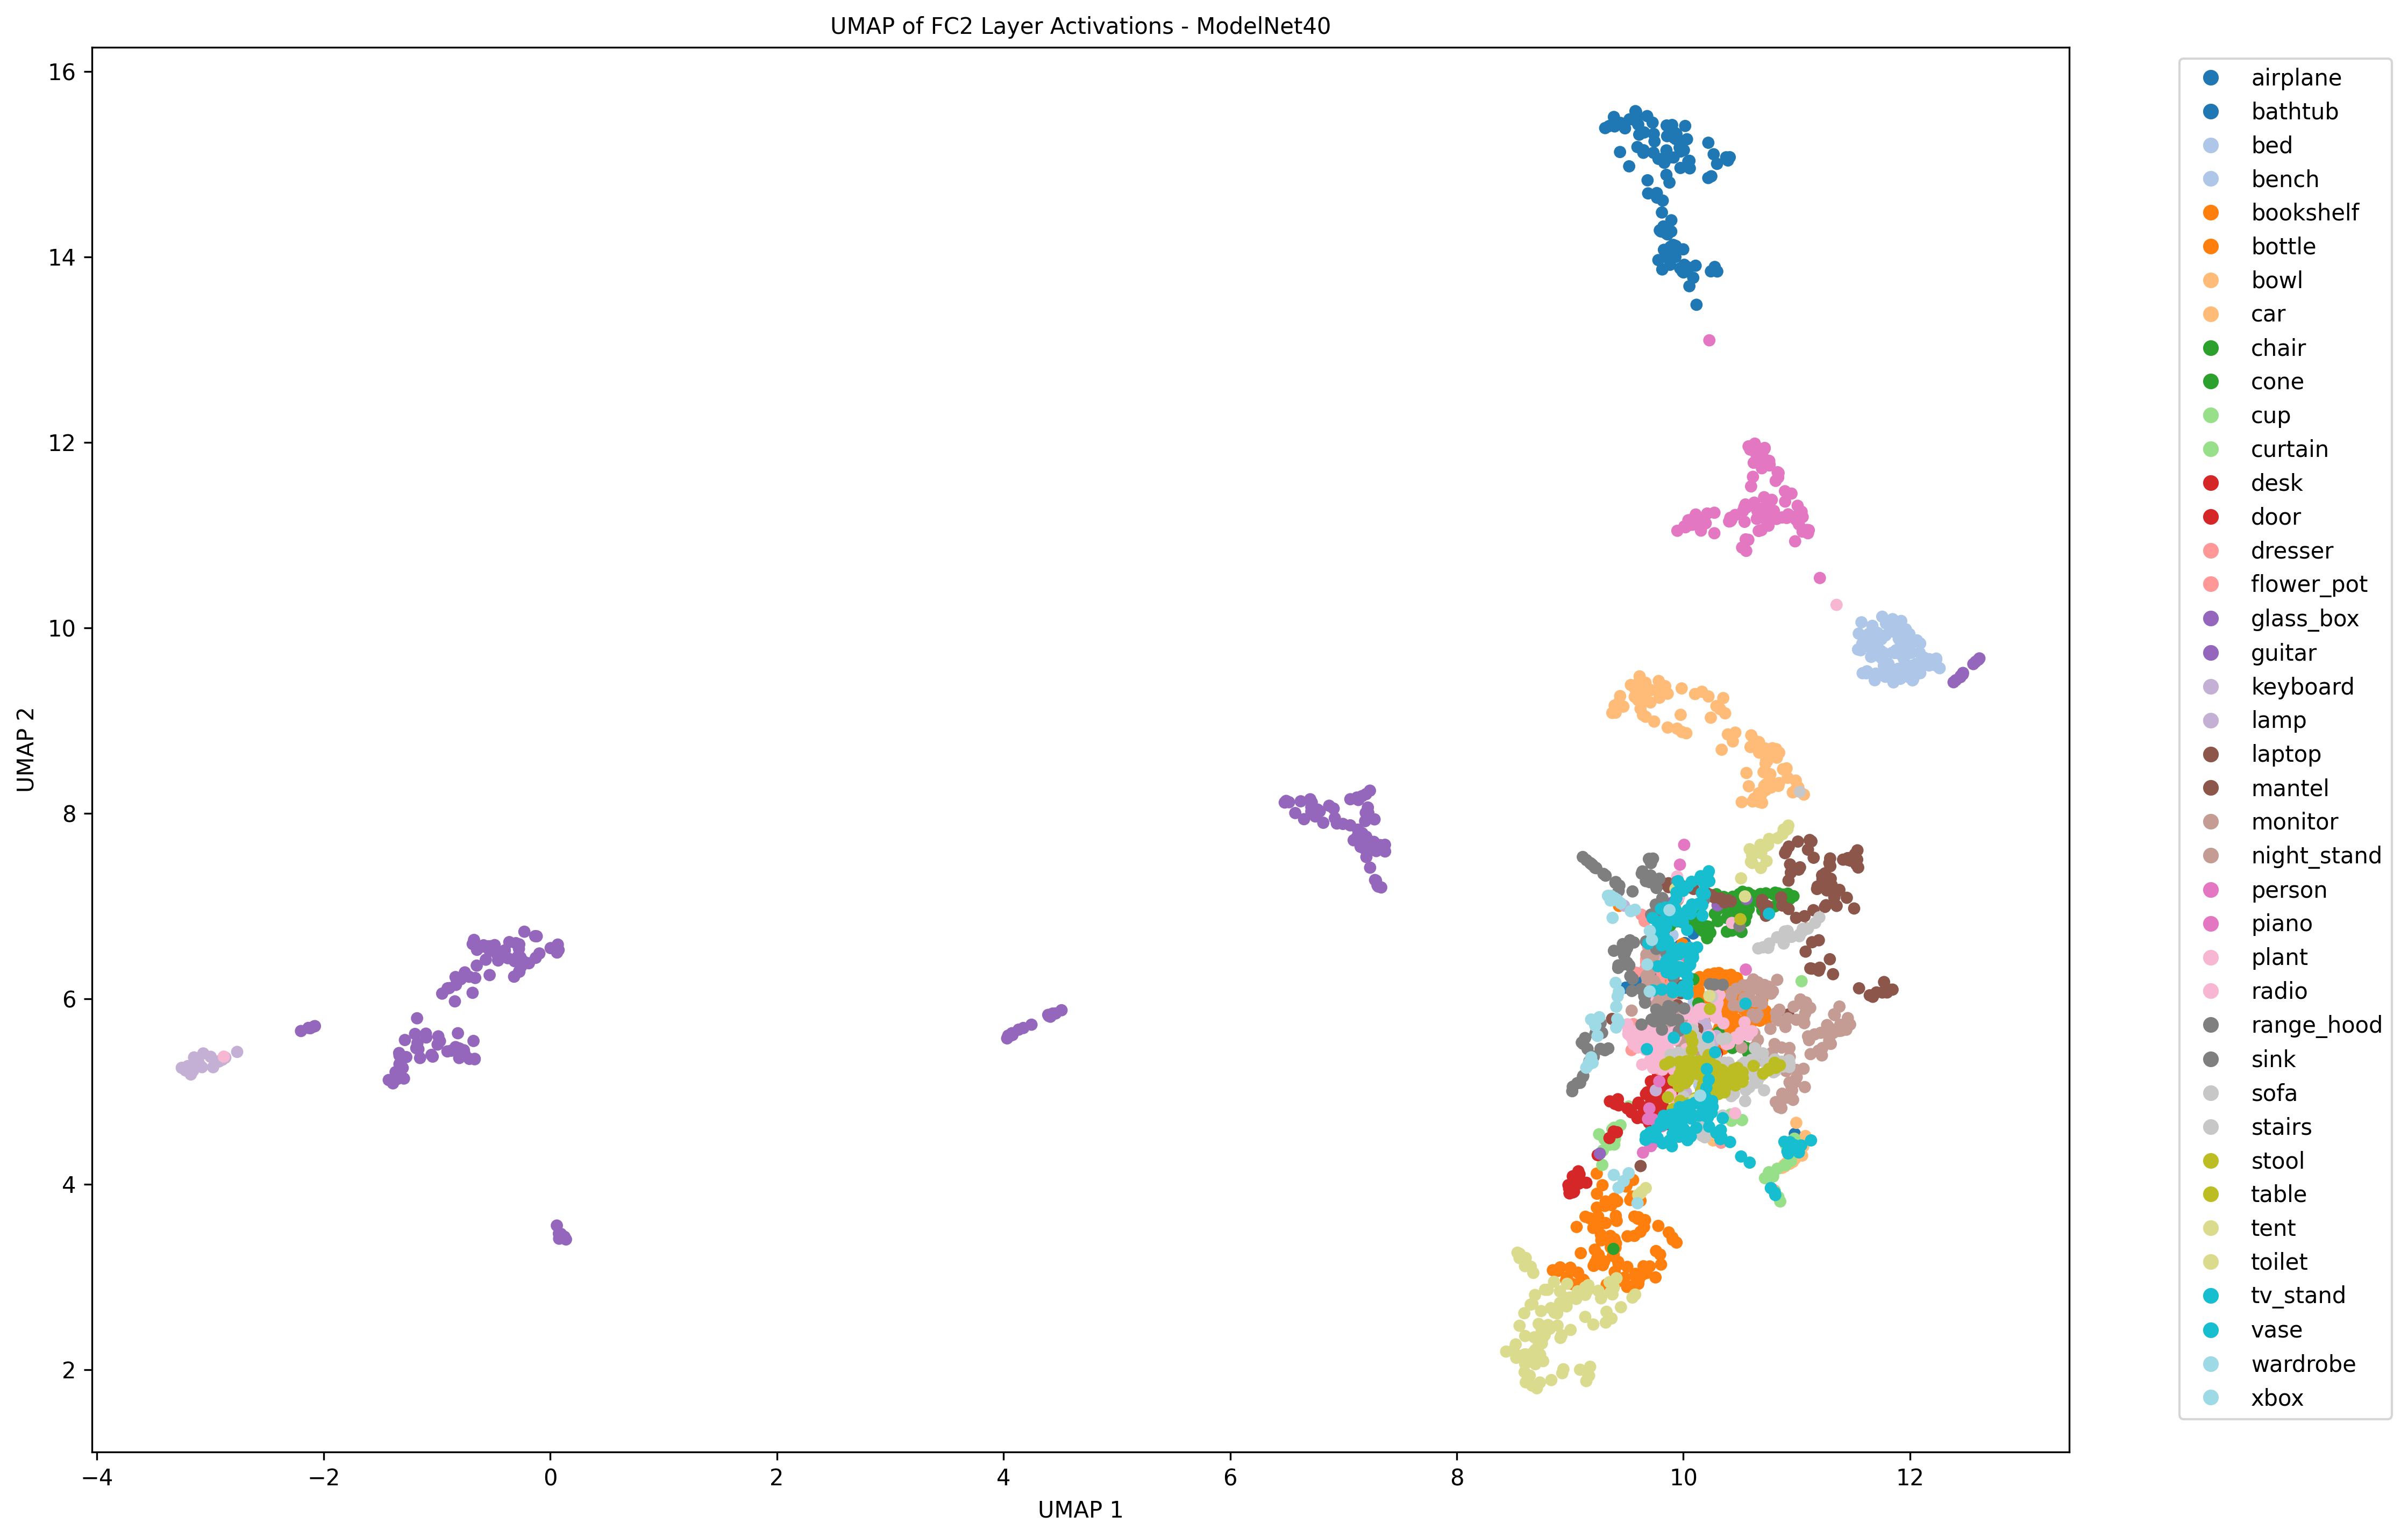 UMAP of FC2 Layer Activations - ModelNet40
16
14
12
10
8
6
4
2
UMAP 2
−4
−2
0
2
4
6
8
10
12
UMAP 1
airplane
bathtub
bed
bench
bookshelf
bottle
bowl
car
chair
cone
cup
curtain
desk
door
dresser
flower_pot
glass_box
guitar
keyboard
lamp
laptop
mantel
monitor
night_stand
person
piano
plant
radio
range_hood
sink
sofa
stairs
stool
table
tent
toilet
tv_stand
vase
wardrobe
xbox